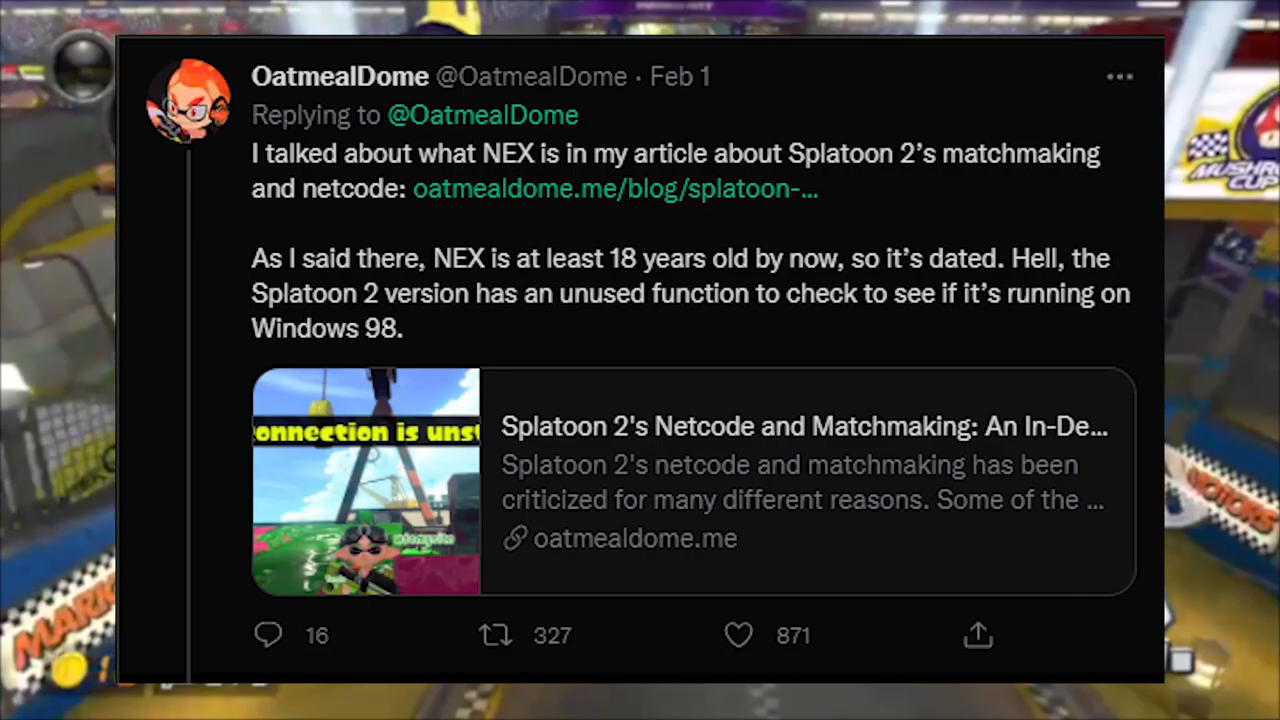 OatmealDome @OatmealDome · Feb 1
Replying to @OatmealDome
I talked about what NEX is in my article about Splatoon 2’s matchmaking
and netcode: oatmealdome.me/blog/splatoon-...
As I said there, NEX is at least 18 years old by now, so it’s dated. Hell, the
Splatoon 2 version has an unused function to check to see if it’s running on
Windows 98.
onnection is uns
Splatoon 2's Netcode and Matchmaking: An In-De...
Splatoon 2's netcode and matchmaking has been
criticized for many different reasons. Some of the ...
oatmealdome.me
16 327 871
MUSHR
CUP
MOTORS
MARK